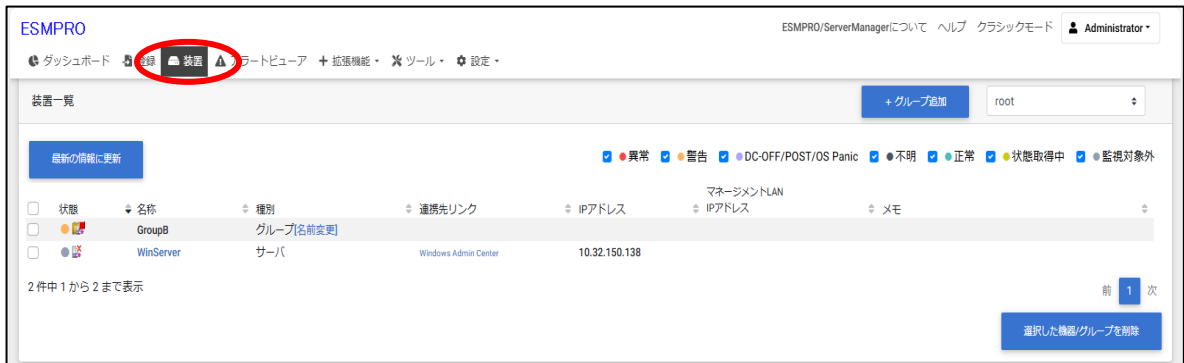 ESMPRO
ESMPRO/ServerManagerについて ヘルプ クラシックモード Administrator
ダッシュボード 登録 装置 アラートビューア + 拡張機能 ツール 設定
装置一覧
+ グループ追加
root
最新の情報に更新
異常 警告 DC-OFF/POST/OS Panic 不明 正常 状態取得中 監視対象外
状態 名称 種別 連携先リンク IPアドレス マネージメントLAN IPアドレス メモ
GroupB グループ[名前変更]
WinServer サーバ Windows Admin Center 10.32.150.138
2 件中 1 から 2 まで表示
前 1 次
選択した機器/グループを削除